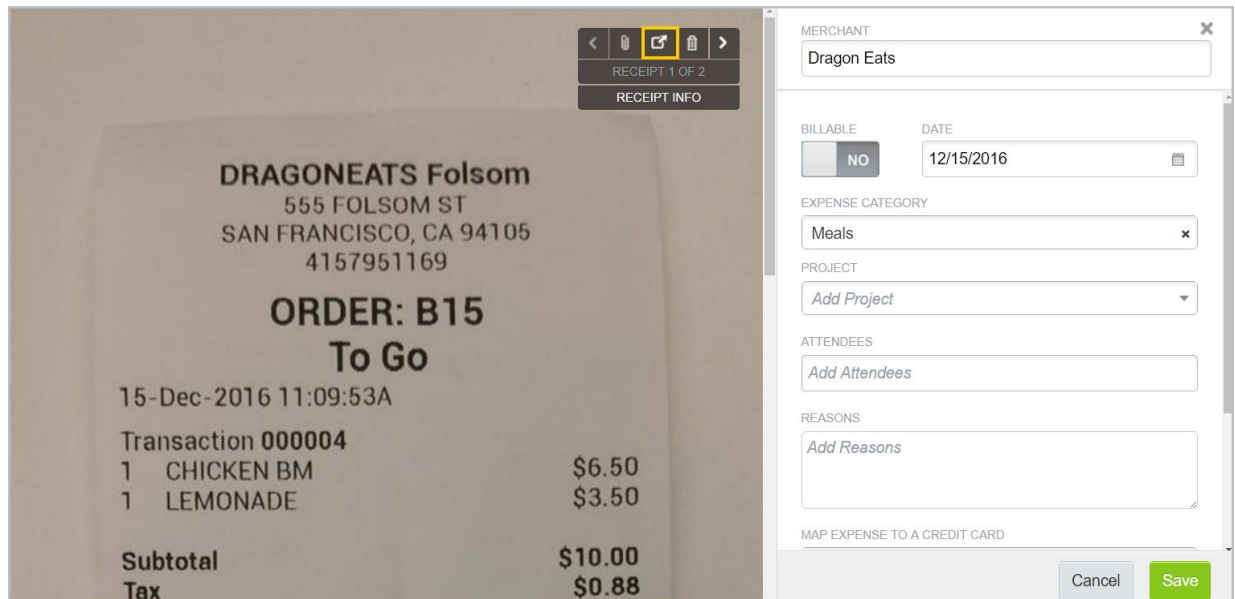 RECEIPT 1 OF 2
RECEIPT INFO
DRAGONEATS Folsom
555 FOLSOM ST
SAN FRANCISCO, CA 94105
4157951169
ORDER: B15
To Go
15-Dec-2016 11:09:53A
Transaction 000004
1 CHICKEN BM $6.50
1 LEMONADE $3.50
Subtotal $10.00
Tax $0.88
MERCHANT
Dragon Eats
BILLABLE DATE
NO 12/15/2016
EXPENSE CATEGORY
Meals
PROJECT
Add Project
ATTENDEES
Add Attendees
REASONS
Add Reasons
MAP EXPENSE TO A CREDIT CARD
Cancel Save